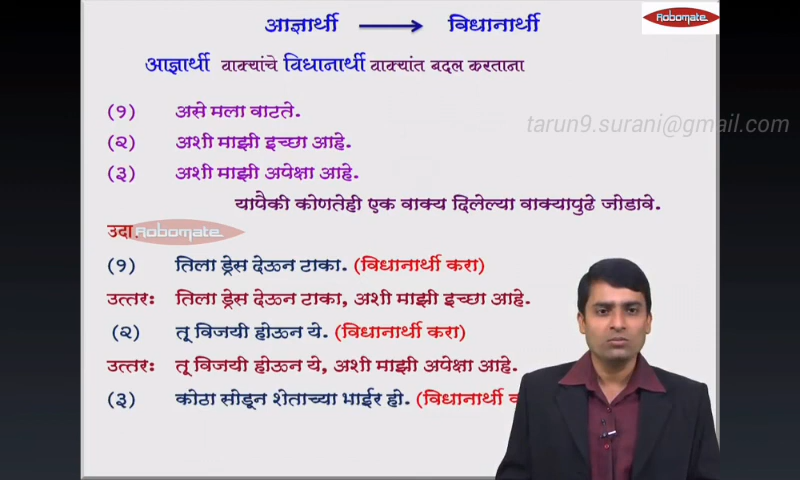 आज्ञार्थी ⟶ विधानार्थी
Robomate
आज्ञार्थी वाक्यांचे विधानार्थी वाक्यांत बदल करताना
(१) असे मला वाटते.
tarun9.surani@gmail.com
(२) अशी माझी इच्छा आहे.
(३) अशी माझी अपेक्षा आहे.
यापैकी कोणतेही एक वाक्य दिलेल्या वाक्यापुढे जोडावे.
उदा.
Robomate
(१) तिला ड्रेस देऊन टाका. (विधानार्थी करा)
उत्तरः तिला ड्रेस देऊन टाका, अशी माझी इच्छा आहे.
(२) तू विजयी होऊन ये. (विधानार्थी करा)
उत्तरः तू विजयी होऊन ये, अशी माझी अपेक्षा आहे.
(३) कोठा सोडून शेताच्या भाईर हो. (विधानार्थी